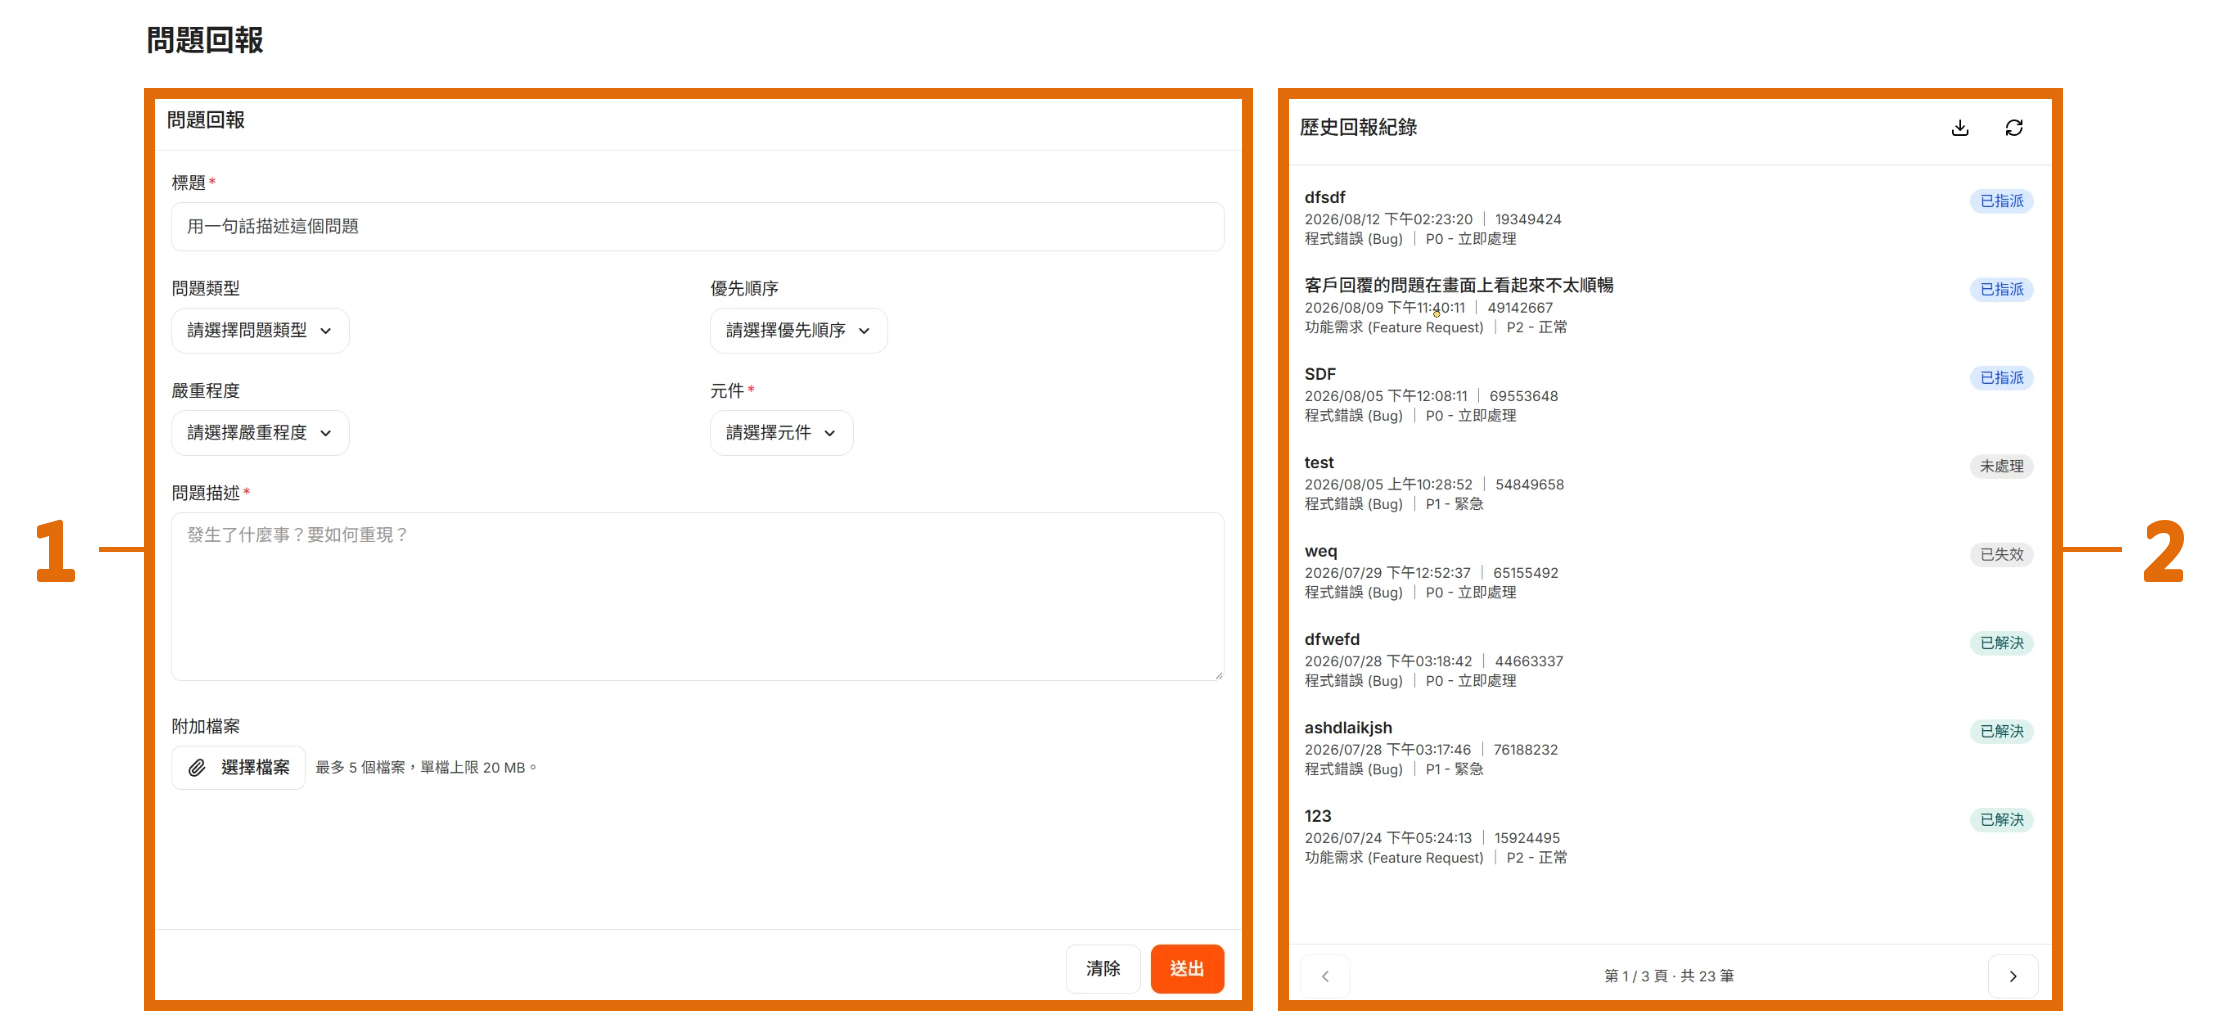 問題回報
問題回報
標題*
用一句話描述這個問題
問題類型
優先順序
請選擇問題類型
請選擇優先順序
嚴重程度
元件*
請選擇嚴重程度
請選擇元件
問題描述*
發生了什麼事？要如何重現？
附加檔案
選擇檔案
最多 5 個檔案，單檔上限 20 MB。
清除
送出
1
歷史回報紀錄
dfsdf
已指派
2026/08/12 下午02:23:20 | 19349424
程式錯誤 (Bug) | P0 - 立即處理
客戶回覆的問題在畫面上看起來不太順暢
已指派
2026/08/09 下午11:40:11 | 49142667
功能需求 (Feature Request) | P2 - 正常
SDF
已指派
2026/08/05 下午12:08:11 | 69553648
程式錯誤 (Bug) | P0 - 立即處理
test
未處理
2026/08/05 上午10:28:52 | 54849658
程式錯誤 (Bug) | P1 - 緊急
weq
已失效
2026/07/29 下午12:52:37 | 65155492
程式錯誤 (Bug) | P0 - 立即處理
dfwefd
已解決
2026/07/28 下午03:18:42 | 44663337
程式錯誤 (Bug) | P0 - 立即處理
ashdlaikjsh
已解決
2026/07/28 下午03:17:46 | 76188232
程式錯誤 (Bug) | P1 - 緊急
123
已解決
2026/07/24 下午05:24:13 | 15924495
功能需求 (Feature Request) | P2 - 正常
第 1 / 3 頁 · 共 23 筆
2